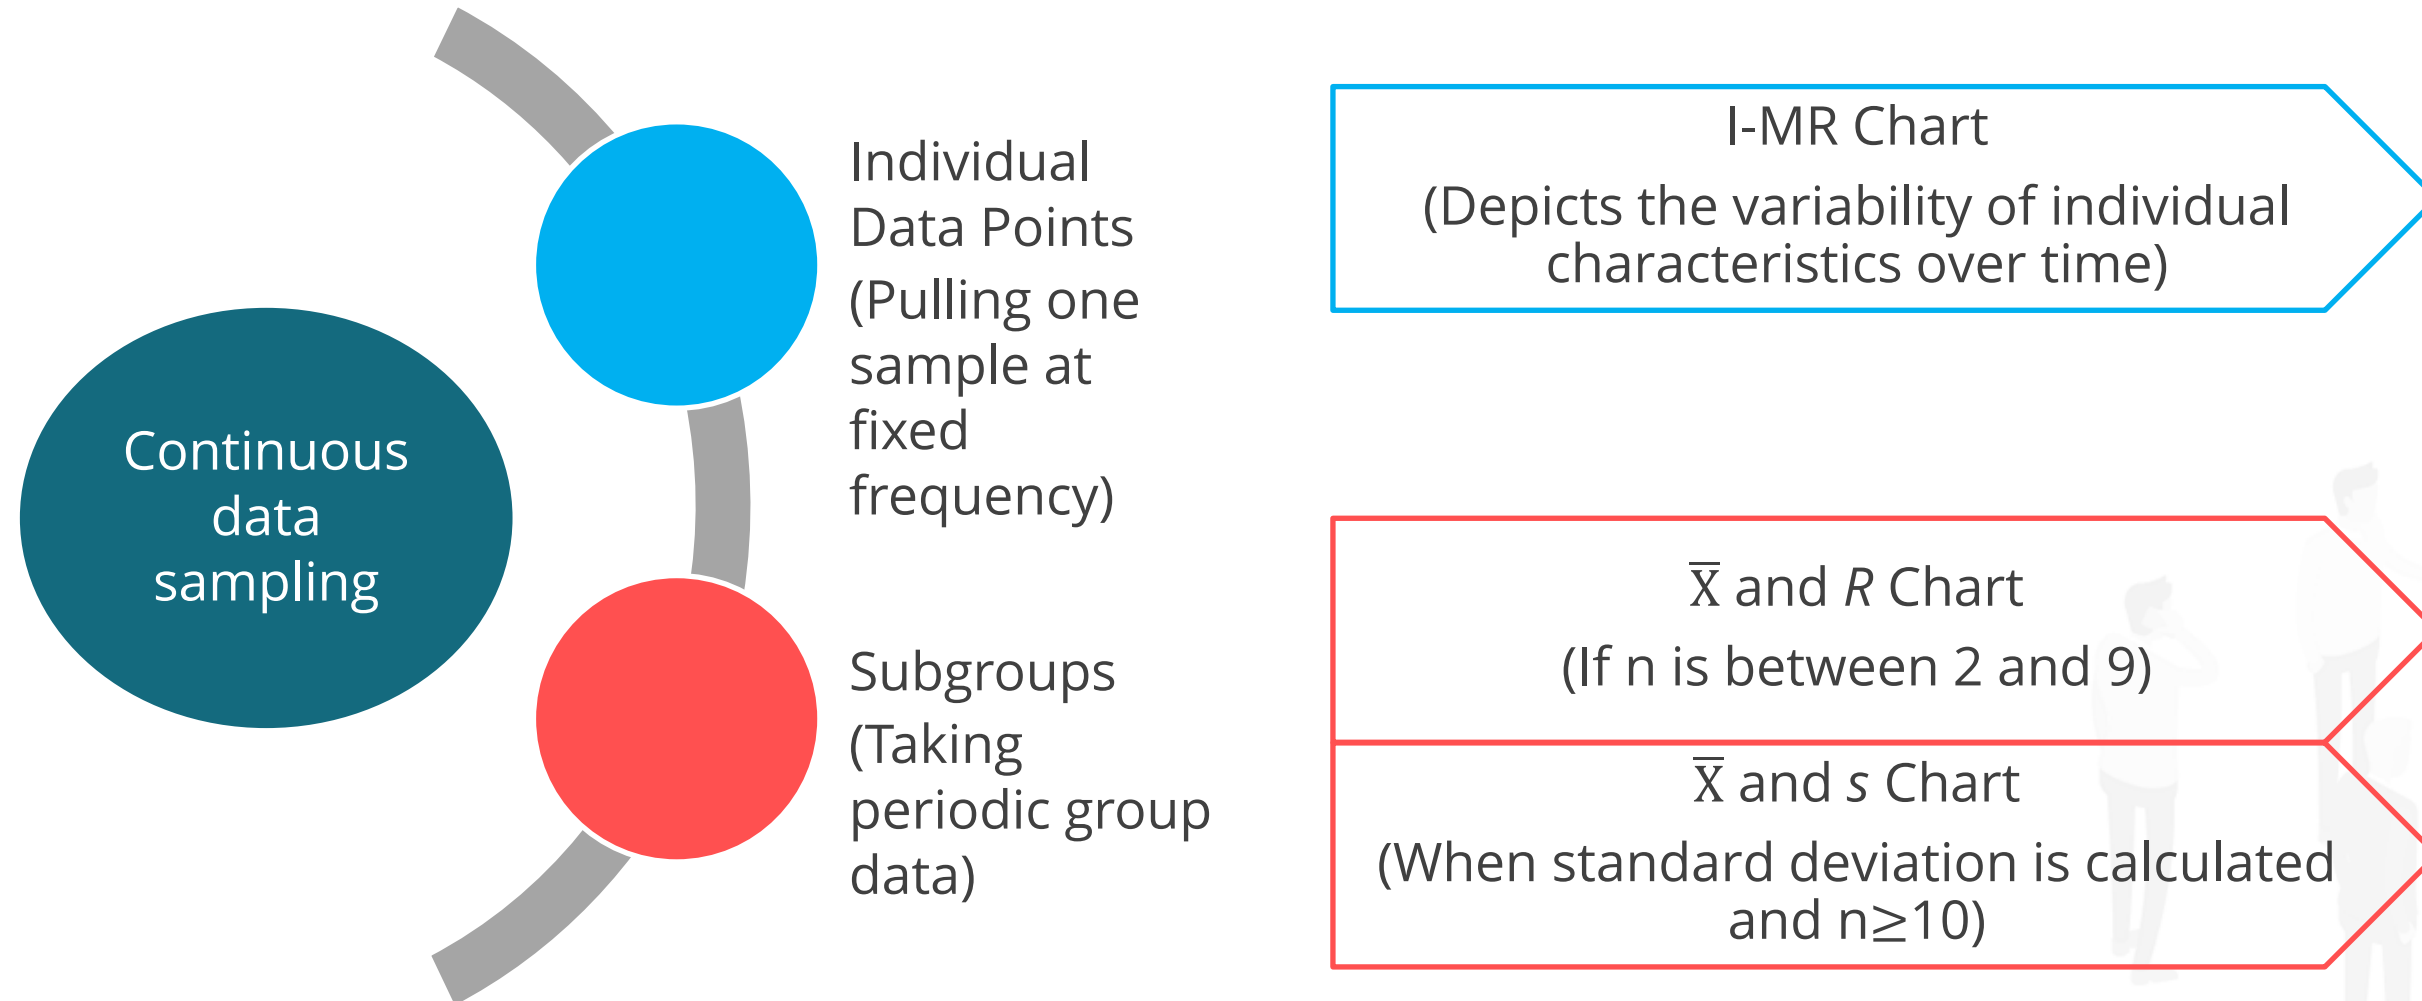 Continuous
data
sampling
Individual
Data Points
(Pulling one
sample at
fixed
frequency)
Subgroups
(Taking
periodic group
data)
I-MR Chart
(Depicts the variability of individual
characteristics over time)
X̅ and R Chart
(If n is between 2 and 9)
X̅ and s Chart
(When standard deviation is calculated
and n≥10)